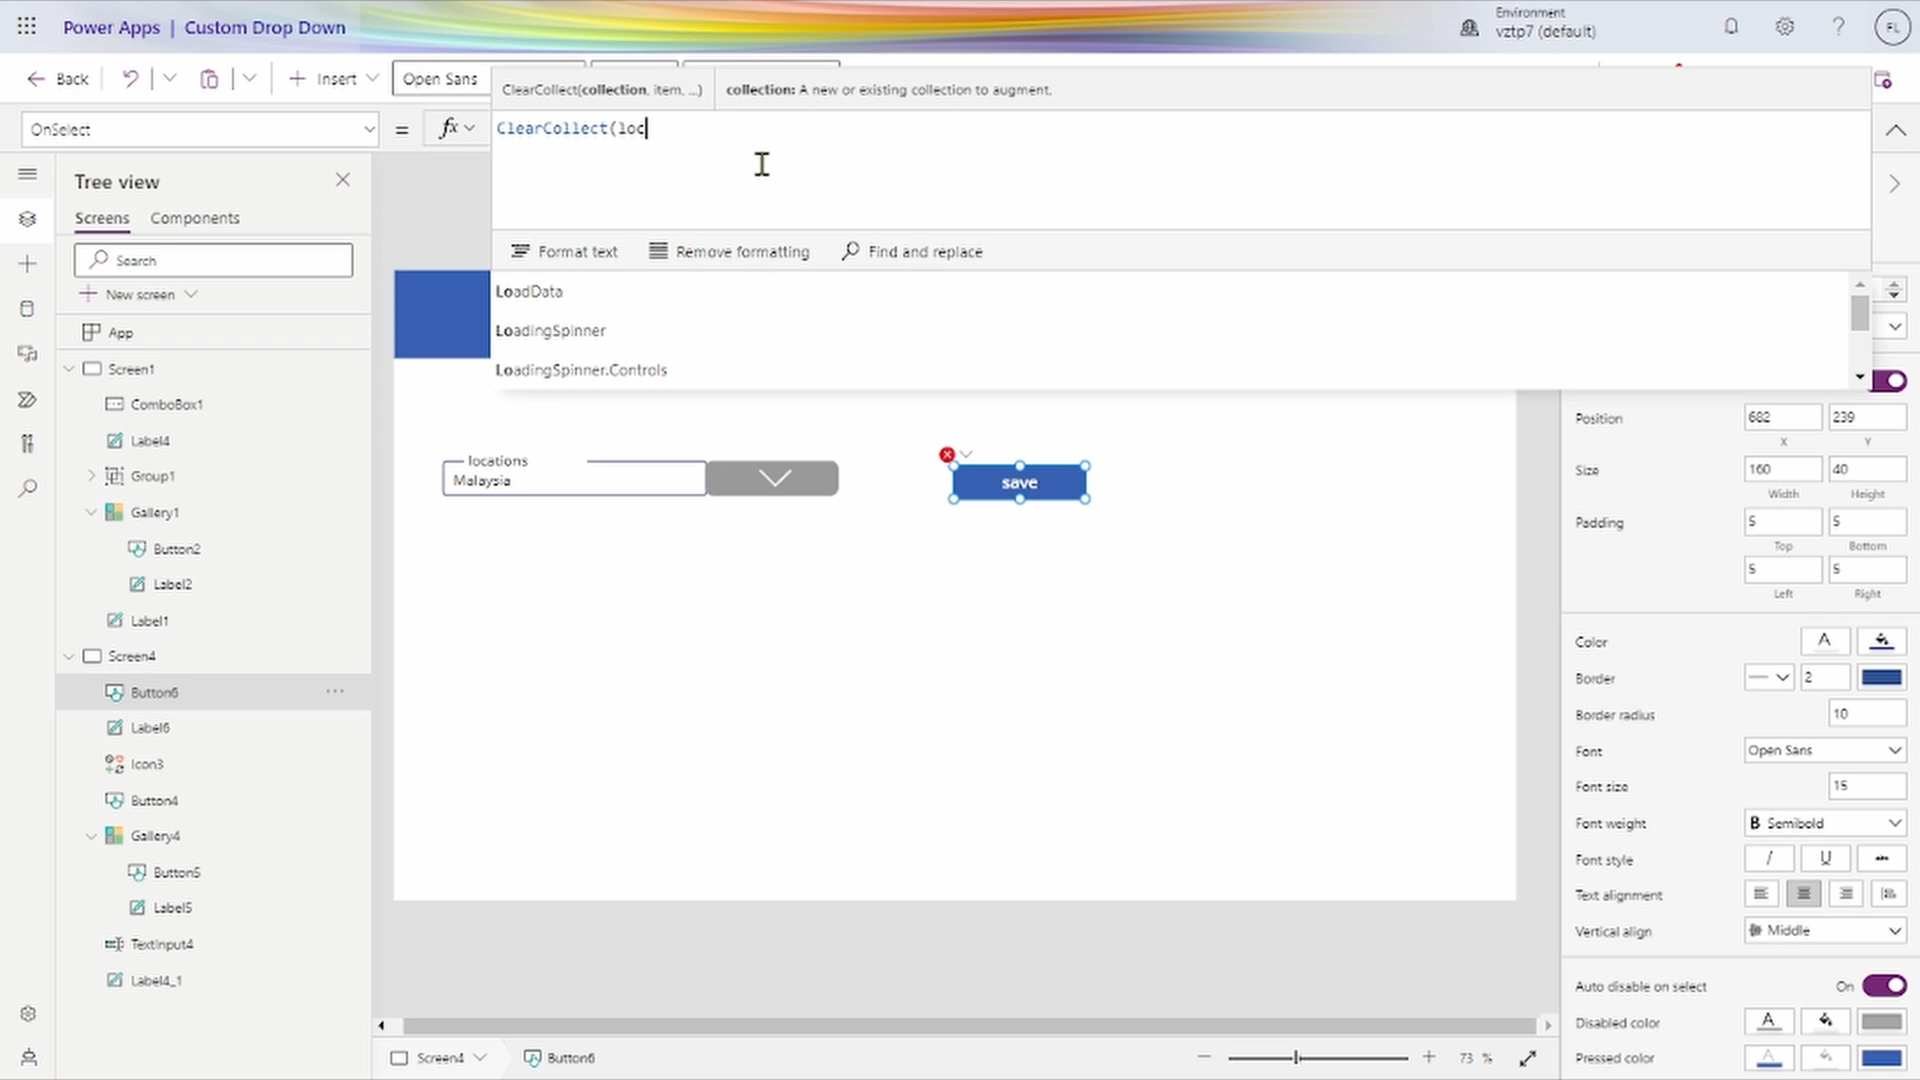 Power Apps | Custom Drop Down
Environment
vztp7 (default)
FL
Back
Insert
Open Sans
ClearCollect(collection, item, ...)
collection: A new or existing collection to augment.
OnSelect
=
fx
ClearCollect(loc
Format text
Remove formatting
Find and replace
LoadData
LoadingSpinner
LoadingSpinner.Controls
Tree view
Screens
Components
Search
New screen
App
Screen1
ComboBox1
Label4
Group1
Gallery1
Button2
Label2
Label1
Screen4
Button6
Label6
Icon3
Button4
Gallery4
Button5
Label5
TextInput4
Label4_1
locations
Malaysia
save
Position
682
239
X
Y
Size
160
40
Width
Height
Padding
5
5
Top
Bottom
5
5
Left
Right
Color
A
Border
2
Border radius
10
Font
Open Sans
Font size
15
Font weight
B Semibold
Font style
/
U
abc
Text alignment
Vertical align
Middle
Auto disable on select
On
Disabled color
A
Pressed color
A
Screen4
Button6
73 %